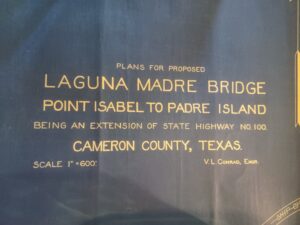 PLANS FOR PROPOSED
LAGUNA MADRE BRIDGE
POINT ISABEL TO PADRE ISLAND
BEING AN EXTENSION OF STATE HIGHWAY NO. 100.
CAMERON COUNTY, TEXAS.
SCALE 1"=600'. V. L. CONRAD, ENGR.